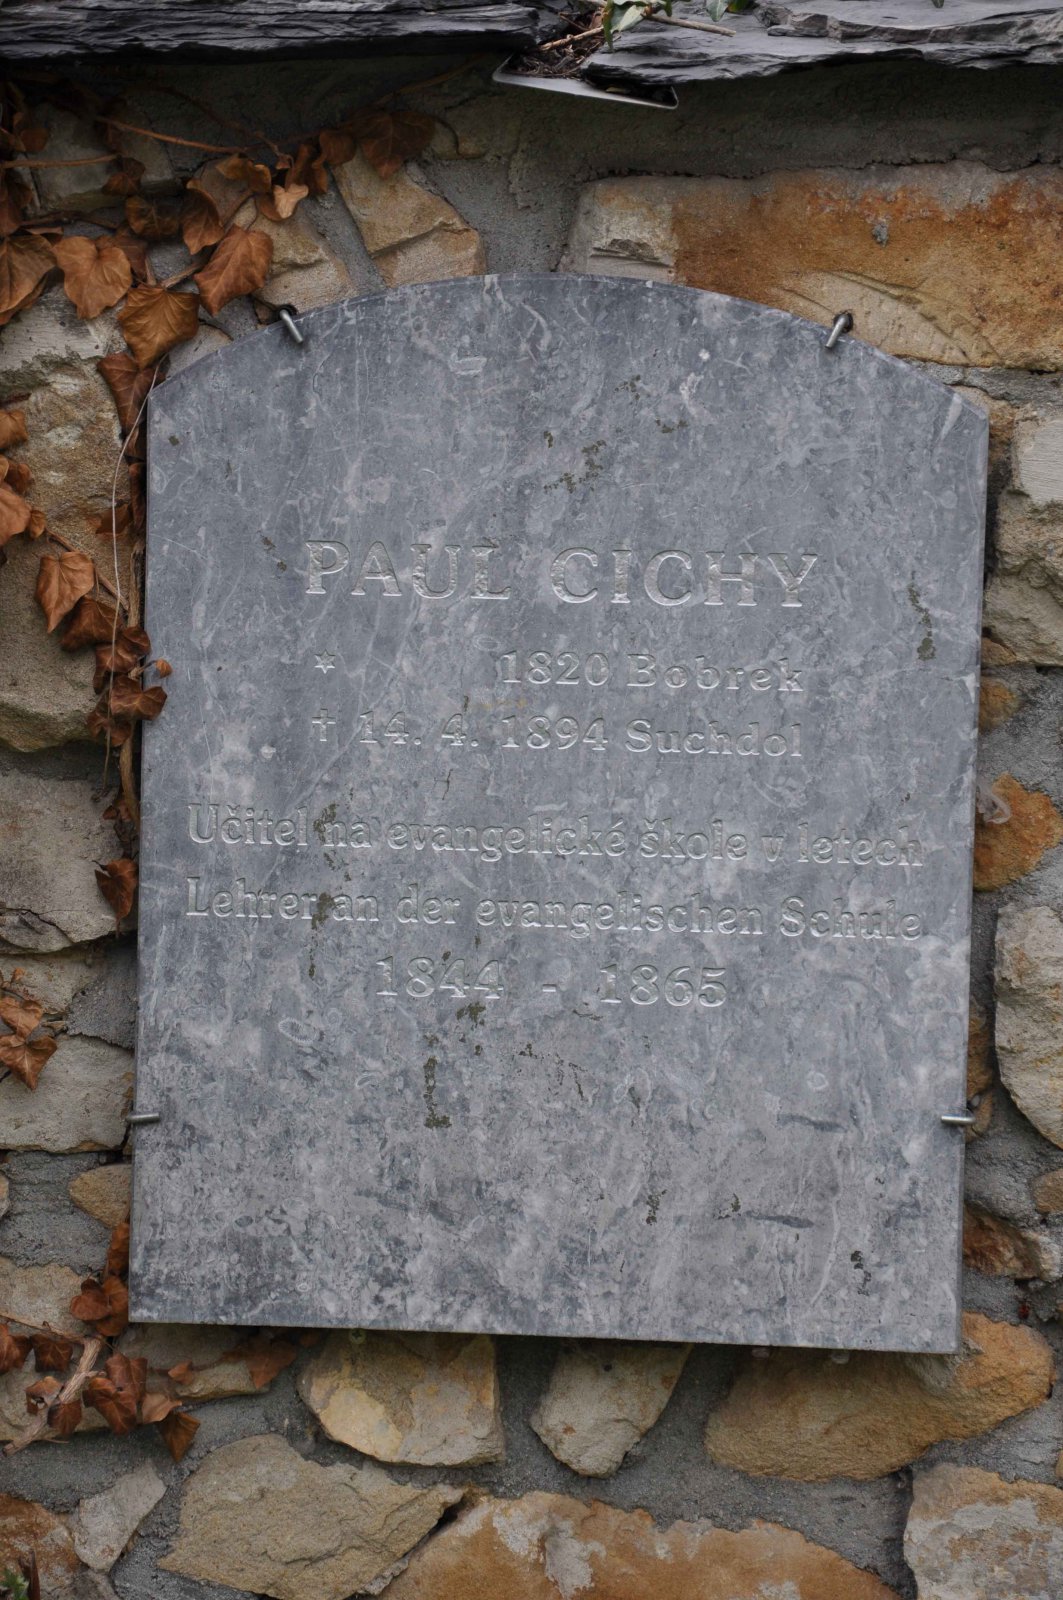 PAUL CICHY
* 1820 Bobrek
† 14. 4. 1894 Suchdol
Učitel na evangelické škole v letech
Lehrer an der evangelischen Schule
1844 - 1865